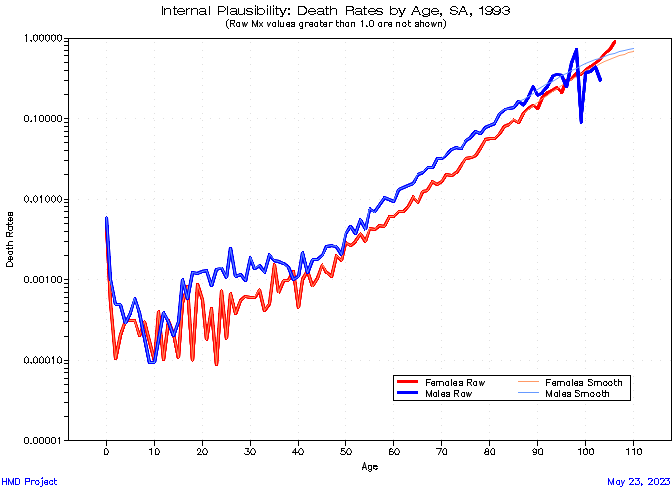 Internal Plausibility: Death Rates by Age, SA, 1993
(Raw Mx values greater than 1.0 are not shown)
1.00000
0.10000
0.01000
0.00100
0.00010
0.00001
Death Rates
Females Raw
Females Smooth
Males Raw
Males Smooth
0 10 20 30 40 50 60 70 80 90 100 110
Age
HMD Project
May 23, 2023